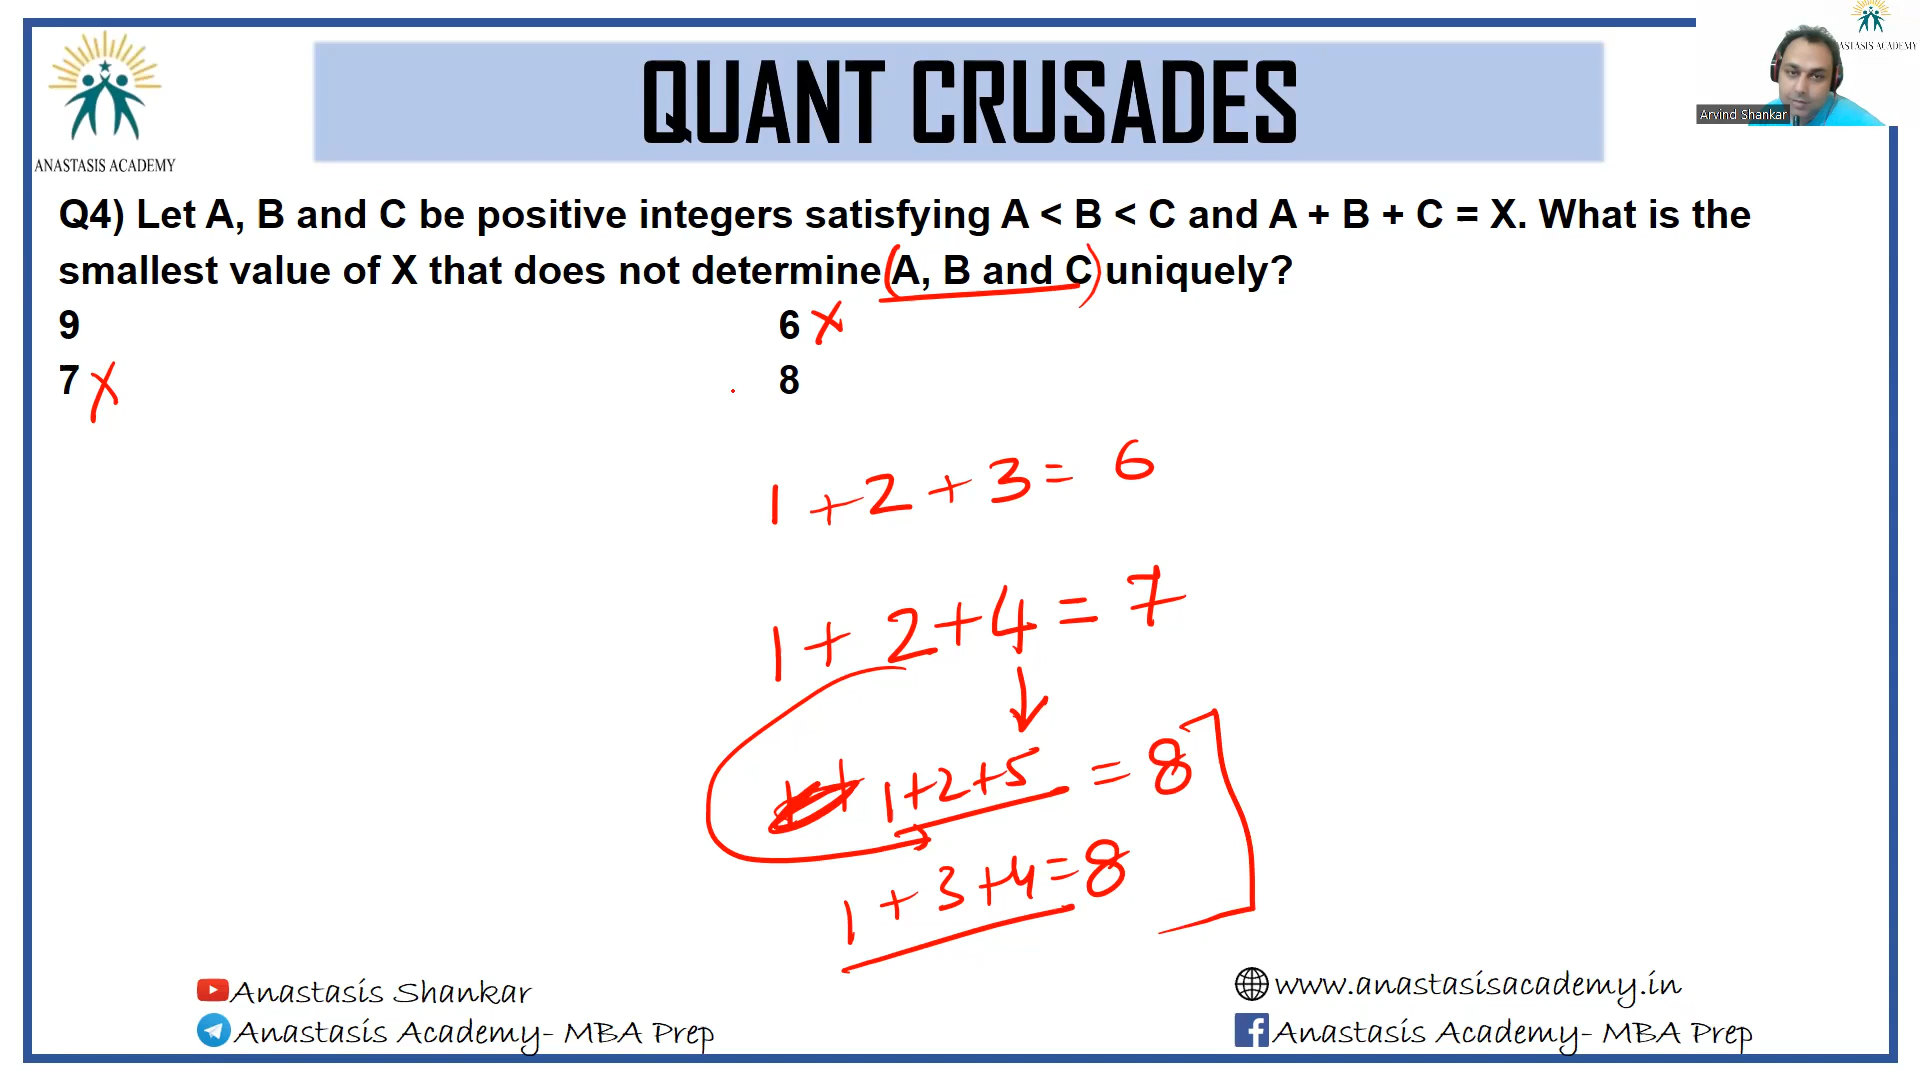 QUANT CRUSADES
ANASTASIS ACADEMY
ASTASIS ACADEMY
Arvind Shankar
Q4) Let A, B and C be positive integers satisfying A < B < C and A + B + C = X. What is the
smallest value of X that does not determine (A, B and C) uniquely?
9
6 X
7 X
8
1 + 2 + 3 = 6
1 + 2 + 4 = 7
1 + 2 + 5 = 8
1 + 3 + 4 = 8
Anastasis Shankar
www.anastasisacademy.in
Anastasis Academy- MBA Prep
Anastasis Academy- MBA Prep